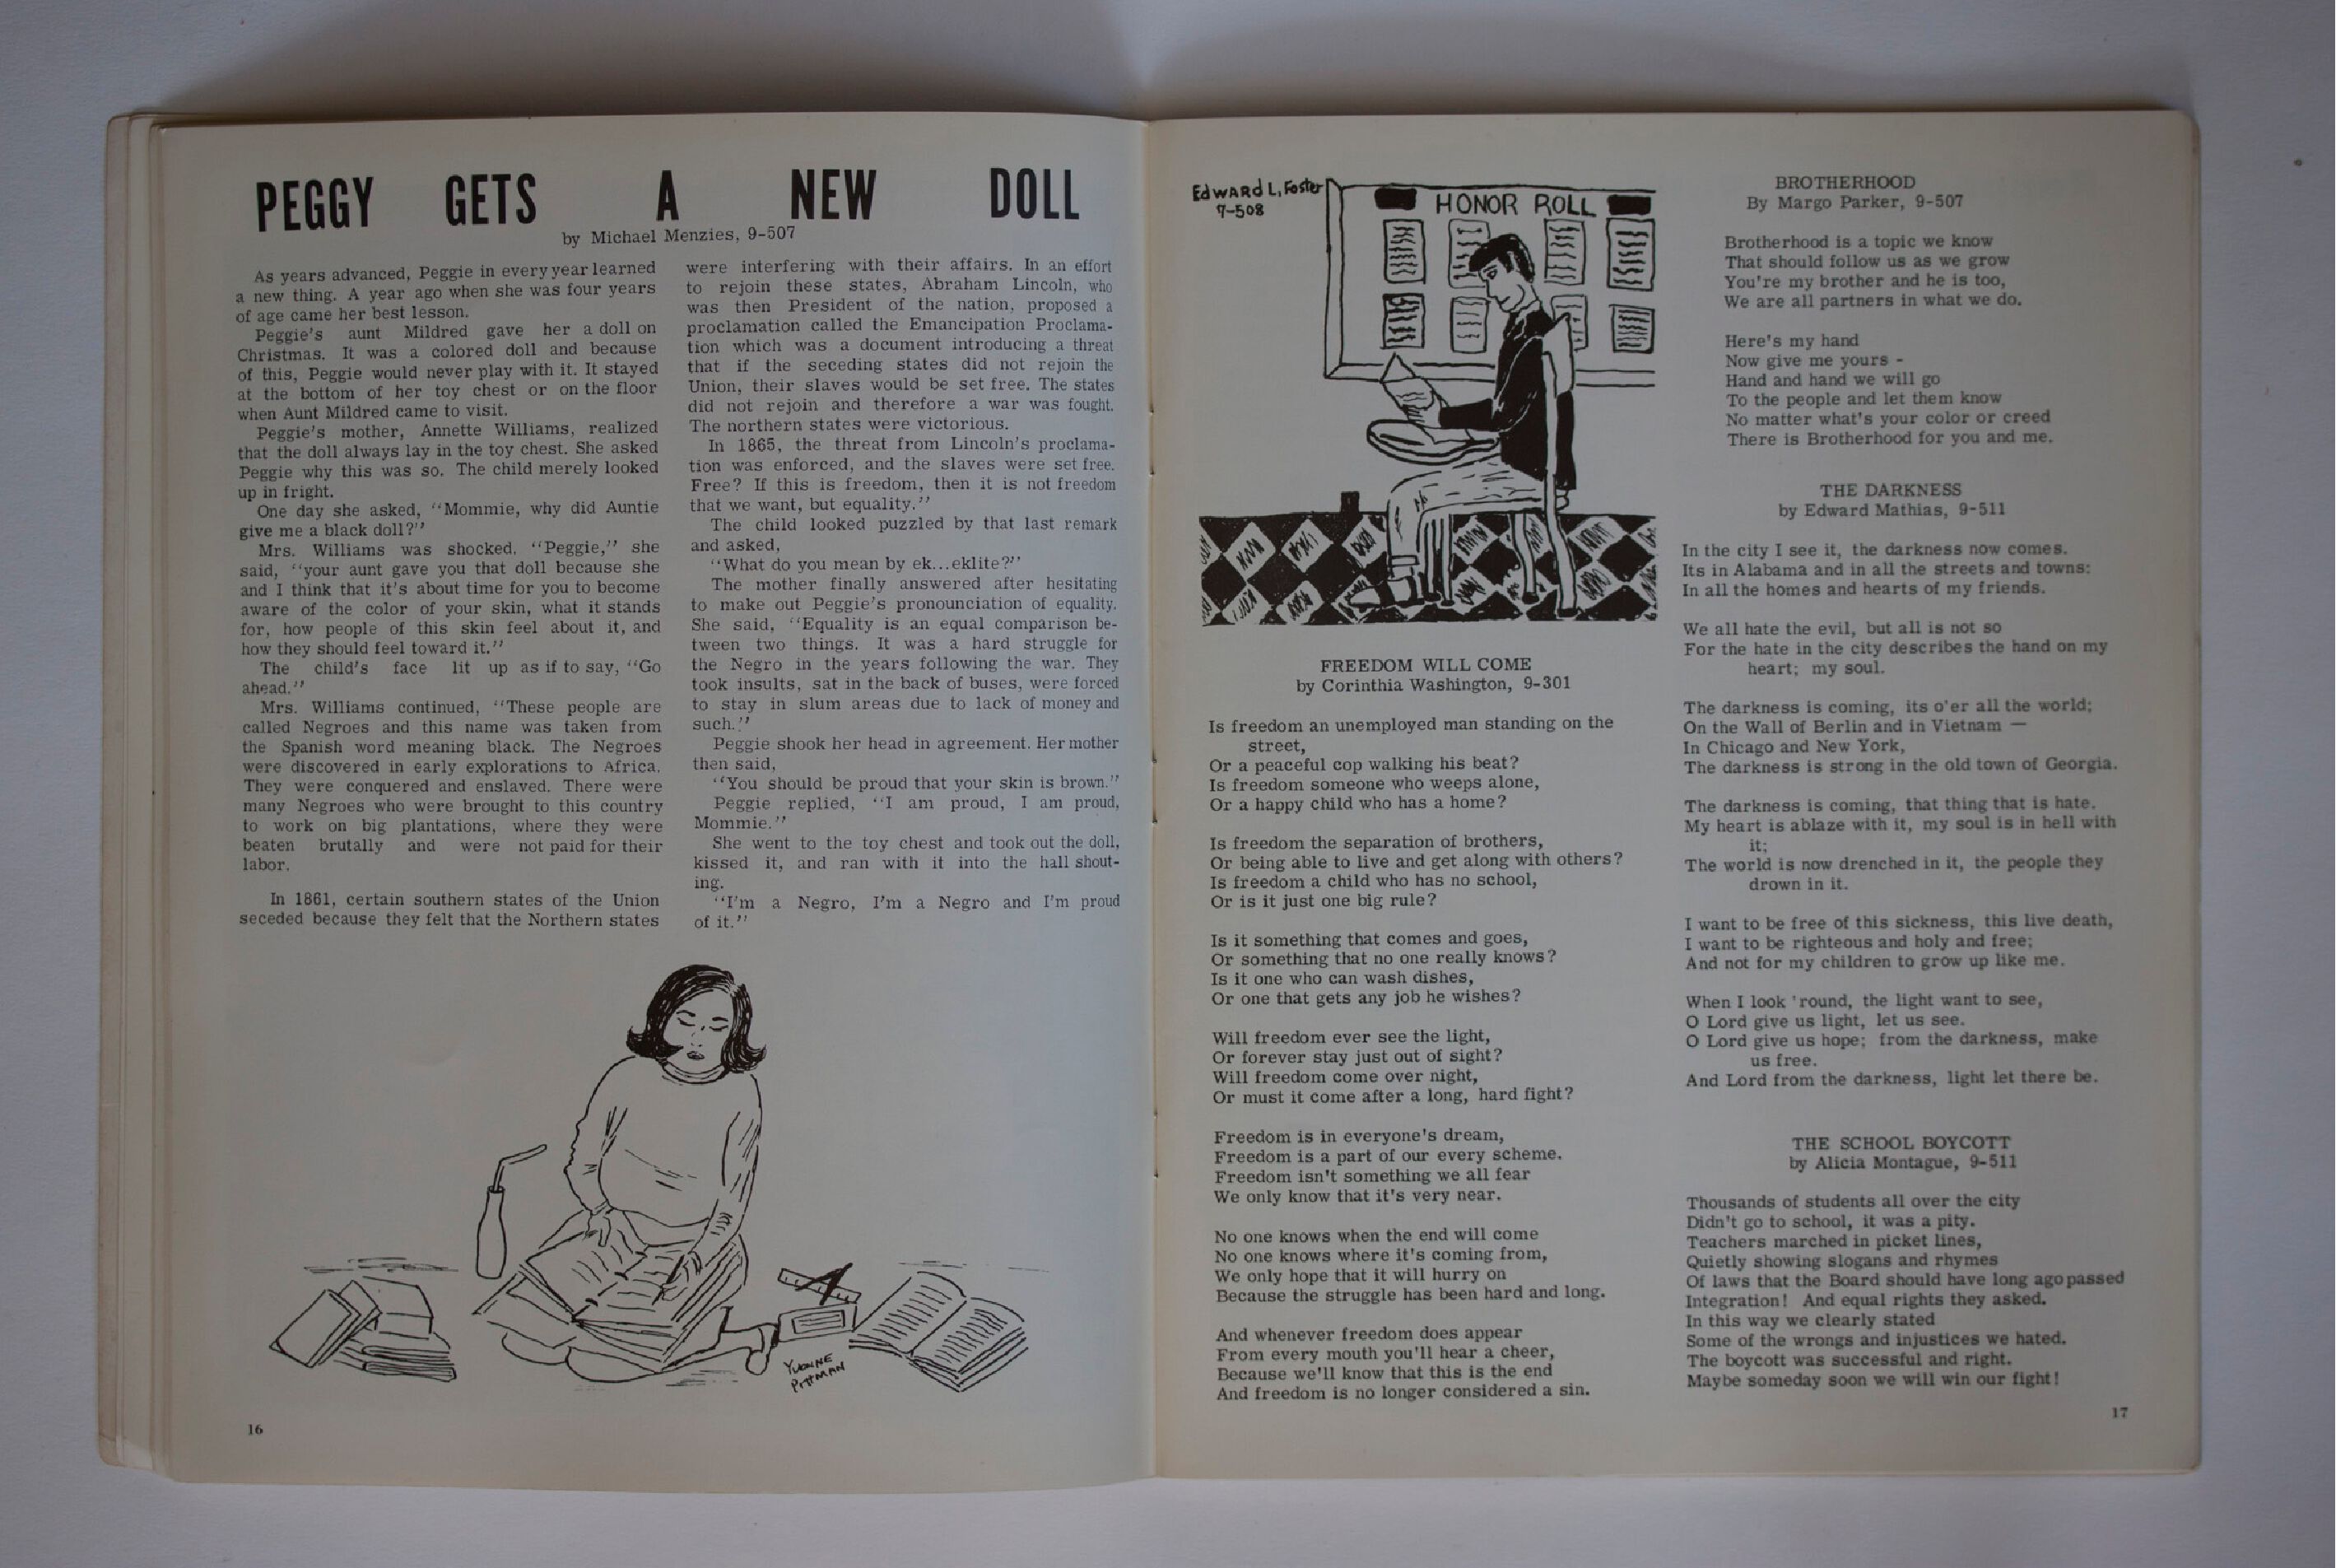 PEGGY GETS A NEW DOLL
by Michael Menzies, 9-507
As years advanced, Peggie in every year learned
a new thing. A year ago when she was four years
of age came her best lesson.
Peggie's aunt Mildred gave her a doll on
Christmas. It was a colored doll and because
of this, Peggie would never play with it. It stayed
at the bottom of her toy chest or on the floor
when Aunt Mildred came to visit.
Peggie's mother, Annette Williams, realized
that the doll always lay in the toy chest. She asked
Peggie why this was so. The child merely looked
up in fright.
One day she asked, "Mommie, why did Auntie
give me a black doll?"
Mrs. Williams was shocked. "Peggie," she
said, "your aunt gave you that doll because she
and I think that it's about time for you to become
aware of the color of your skin, what it stands
for, how people of this skin feel about it, and
how they should feel toward it."
The child's face lit up as if to say, "Go
ahead."
Mrs. Williams continued, "These people are
called Negroes and this name was taken from
the Spanish word meaning black. The Negroes
were discovered in early explorations to Africa.
They were conquered and enslaved. There were
many Negroes who were brought to this country
to work on big plantations, where they were
beaten brutally and were not paid for their
labor.
In 1861, certain southern states of the Union
seceded because they felt that the Northern states
were interfering with their affairs. In an effort
to rejoin these states, Abraham Lincoln, who
was then President of the nation, proposed a
proclamation called the Emancipation Proclama-
tion which was a document introducing a threat
that if the seceding states did not rejoin the
Union, their slaves would be set free. The states
did not rejoin and therefore a war was fought.
The northern states were victorious.
In 1865, the threat from Lincoln's proclama-
tion was enforced, and the slaves were set free.
Free? If this is freedom, then it is not freedom
that we want, but equality."
The child looked puzzled by that last remark
and asked,
"What do you mean by ek...eklite?"
The mother finally answered after hesitating
to make out Peggie's pronounciation of equality.
She said, "Equality is an equal comparison be-
tween two things. It was a hard struggle for
the Negro in the years following the war. They
took insults, sat in the back of buses, were forced
to stay in slum areas due to lack of money and
such."
Peggie shook her head in agreement. Her mother
then said,
"You should be proud that your skin is brown."
Peggie replied, "I am proud, I am proud,
Mommie."
She went to the toy chest and took out the doll,
kissed it, and ran with it into the hall shout-
ing.
"I'm a Negro, I'm a Negro and I'm proud
of it."
YVONNE
PITTMAN
16
EdWARd L, Foster
7-508
HONOR ROLL
FREEDOM WILL COME
by Corinthia Washington, 9-301
Is freedom an unemployed man standing on the
street,
Or a peaceful cop walking his beat?
Is freedom someone who weeps alone,
Or a happy child who has a home?
Is freedom the separation of brothers,
Or being able to live and get along with others?
Is freedom a child who has no school,
Or is it just one big rule?
Is it something that comes and goes,
Or something that no one really knows?
Is it one who can wash dishes,
Or one that gets any job he wishes?
Will freedom ever see the light,
Or forever stay just out of sight?
Will freedom come over night,
Or must it come after a long, hard fight?
Freedom is in everyone's dream,
Freedom is a part of our every scheme.
Freedom isn't something we all fear
We only know that it's very near.
No one knows when the end will come
No one knows where it's coming from,
We only hope that it will hurry on
Because the struggle has been hard and long.
And whenever freedom does appear
From every mouth you'll hear a cheer,
Because we'll know that this is the end
And freedom is no longer considered a sin.
BROTHERHOOD
By Margo Parker, 9-507
Brotherhood is a topic we know
That should follow us as we grow
You're my brother and he is too,
We are all partners in what we do.
Here's my hand
Now give me yours -
Hand and hand we will go
To the people and let them know
No matter what's your color or creed
There is Brotherhood for you and me.
THE DARKNESS
by Edward Mathias, 9-511
In the city I see it, the darkness now comes.
Its in Alabama and in all the streets and towns:
In all the homes and hearts of my friends.
We all hate the evil, but all is not so
For the hate in the city describes the hand on my
heart; my soul.
The darkness is coming, its o'er all the world;
On the Wall of Berlin and in Vietnam —
In Chicago and New York,
The darkness is strong in the old town of Georgia.
The darkness is coming, that thing that is hate.
My heart is ablaze with it, my soul is in hell with
it;
The world is now drenched in it, the people they
drown in it.
I want to be free of this sickness, this live death,
I want to be righteous and holy and free;
And not for my children to grow up like me.
When I look 'round, the light want to see,
O Lord give us light, let us see.
O Lord give us hope; from the darkness, make
us free.
And Lord from the darkness, light let there be.
THE SCHOOL BOYCOTT
by Alicia Montague, 9-511
Thousands of students all over the city
Didn't go to school, it was a pity.
Teachers marched in picket lines,
Quietly showing slogans and rhymes
Of laws that the Board should have long ago passed
Integration! And equal rights they asked.
In this way we clearly stated
Some of the wrongs and injustices we hated.
The boycott was successful and right.
Maybe someday soon we will win our fight!
17